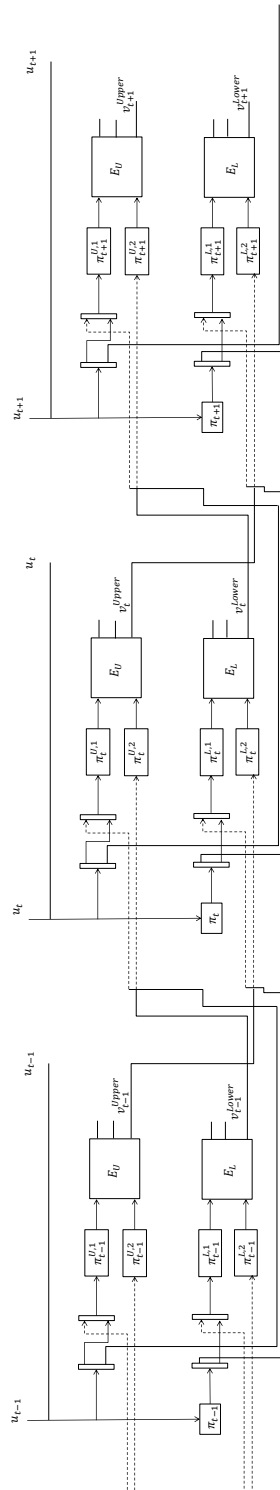 u_{t+1}
u_{t+1}
π_{t+1}
π_{t+1}^{U,1}
π_{t+1}^{U,2}
π_{t+1}^{L,1}
π_{t+1}^{L,2}
E_U
E_L
v_{t+1}^{Upper}
v_{t+1}^{Lower}
u_t
u_t
π_t
π_t^{U,1}
π_t^{U,2}
π_t^{L,1}
π_t^{L,2}
E_U
E_L
v_t^{Upper}
v_t^{Lower}
u_{t−1}
u_{t−1}
π_{t−1}
π_{t−1}^{U,1}
π_{t−1}^{U,2}
π_{t−1}^{L,1}
π_{t−1}^{L,2}
E_U
E_L
v_{t−1}^{Upper}
v_{t−1}^{Lower}